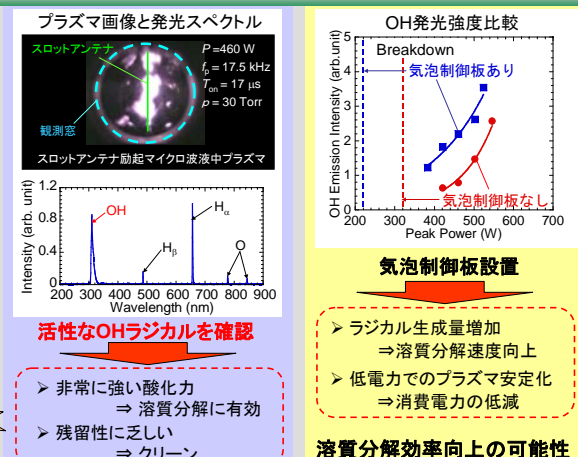 プラズマ画像と発光スペクトル
スロットアンテナ
P=460 W
fp = 17.5 kHz
Ton = 17 μs
p = 30 Torr
観測窓
スロットアンテナ励起マイクロ波液中プラズマ
Intensity (arb. unit)
1.2
0.8
0.4
0
OH
Hβ
Hα
O
200 300 400 500 600 700 800 900
Wavelength (nm)
活性なOHラジカルを確認
➢ 非常に強い酸化力
⇒ 溶質分解に有効
➢ 残留性に乏しい
⇒ クリーン
OH発光強度比較
OH Emission Intensity (arb.unit)
5
4
3
2
1
0
Breakdown
気泡制御板あり
気泡制御板なし
200 300 400 500 600 700
Peak Power (W)
気泡制御板設置
➢ ラジカル生成量増加
⇒溶質分解速度向上
➢ 低電力でのプラズマ安定化
⇒消費電力の低減
溶質分解効率向上の可能性